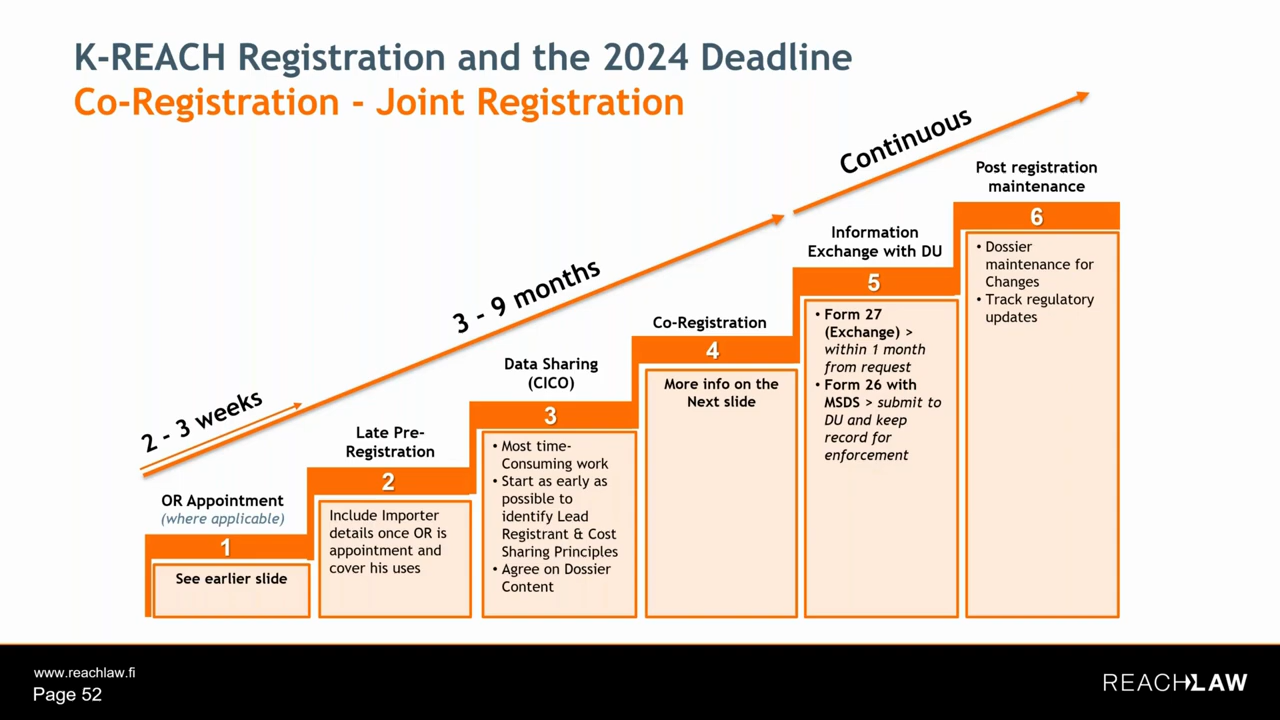 K-REACH Registration and the 2024 Deadline
Co-Registration - Joint Registration
2 - 3 weeks
3 - 9 months
Continuous
OR Appointment
(where applicable)
1
See earlier slide
Late Pre-
Registration
2
Include Importer
details once OR is
appointment and
cover his uses
Data Sharing
(CICO)
3
• Most time-
Consuming work
• Start as early as
possible to
identify Lead
Registrant & Cost
Sharing Principles
• Agree on Dossier
Content
Co-Registration
4
More info on the
Next slide
Information
Exchange with DU
5
• Form 27
(Exchange) >
within 1 month
from request
• Form 26 with
MSDS > submit to
DU and keep
record for
enforcement
Post registration
maintenance
6
• Dossier
maintenance for
Changes
• Track regulatory
updates
www.reachlaw.fi
Page 52
REACHLAW